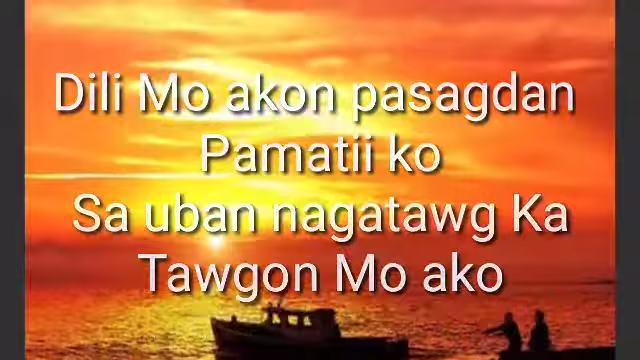 Dili Mo akon pasagdan
Pamatii ko
Sa uban nagatawg Ka
Tawgon Mo ako